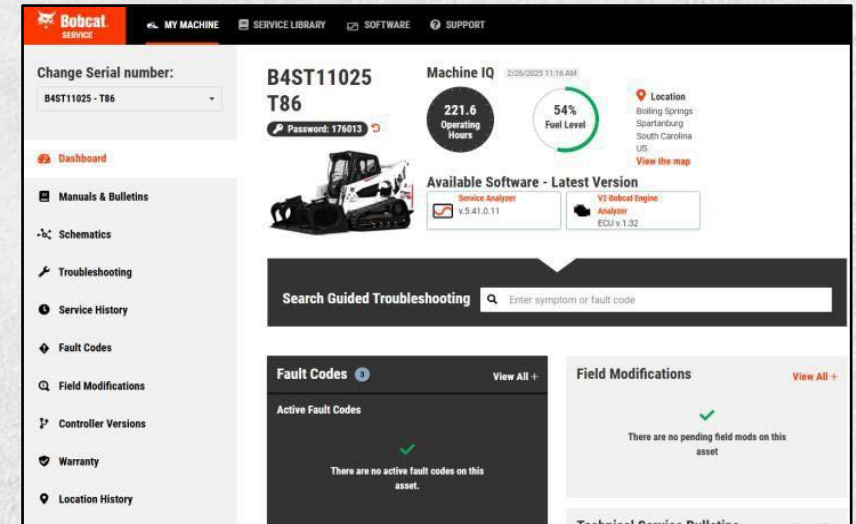 Bobcat
SERVICE
MY MACHINE
SERVICE LIBRARY
SOFTWARE
SUPPORT
Change Serial number:
B4ST11025 - T86
Dashboard
Manuals & Bulletins
Schematics
Troubleshooting
Service History
Fault Codes
Field Modifications
Controller Versions
Warranty
Location History
B4ST11025
T86
Password: 176013
Machine IQ
2/26/2025 11:16 AM
221.6
Operating
Hours
54%
Fuel Level
Location
Boiling Springs
Spartanburg
South Carolina
US
View the map
Available Software - Latest Version
Service Analyzer
v.5.41.0.11
V2 Bobcat Engine
Analyzer
ECU v.1.32
Search Guided Troubleshooting
Enter symptom or fault code
Fault Codes 3
View All +
Active Fault Codes
There are no active fault codes on this
asset.
Field Modifications
View All +
There are no pending field mods on this
asset
Technical Service Bulletins